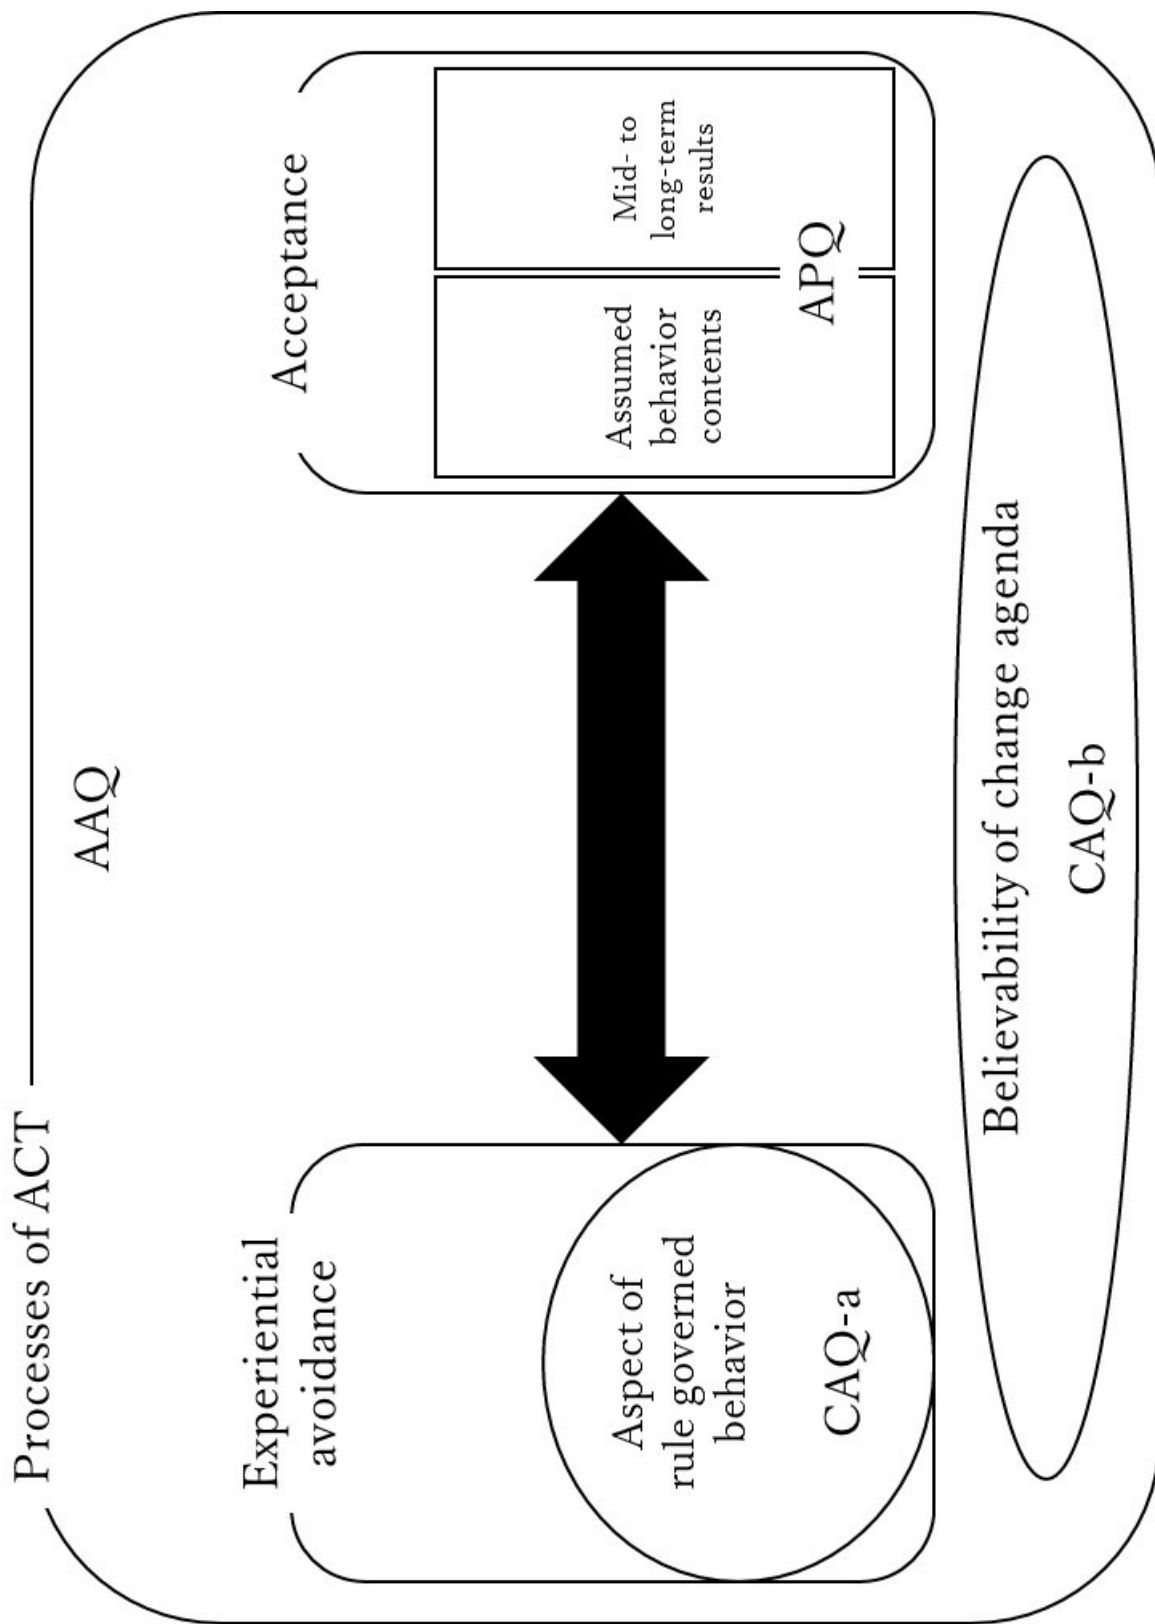 Processes of ACT
AAQ
Experiential
avoidance
Acceptance
Aspect of
rule governed
behavior
CAQ-a
Assumed
behavior
contents
Mid- to
long-term
results
APQ
Believability of change agenda
CAQ-b